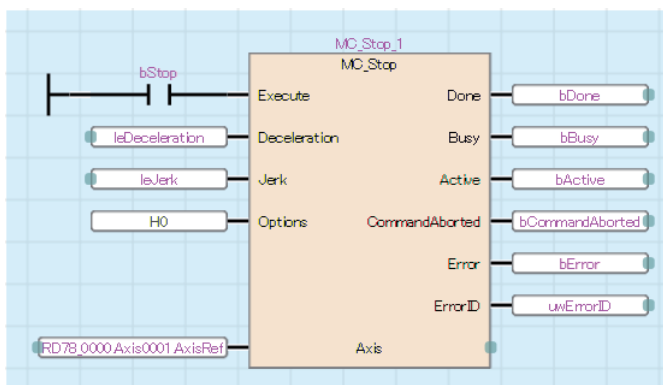 MC_Stop_1
MC_Stop
bStop
Execute Done bDone
leDeceleration Deceleration Busy bBusy
leJerk Jerk Active bActive
H0 Options CommandAborted bCommandAborted
Error bError
ErrorID uwErrorID
RD78_0000.Axis0001.AxisRef Axis